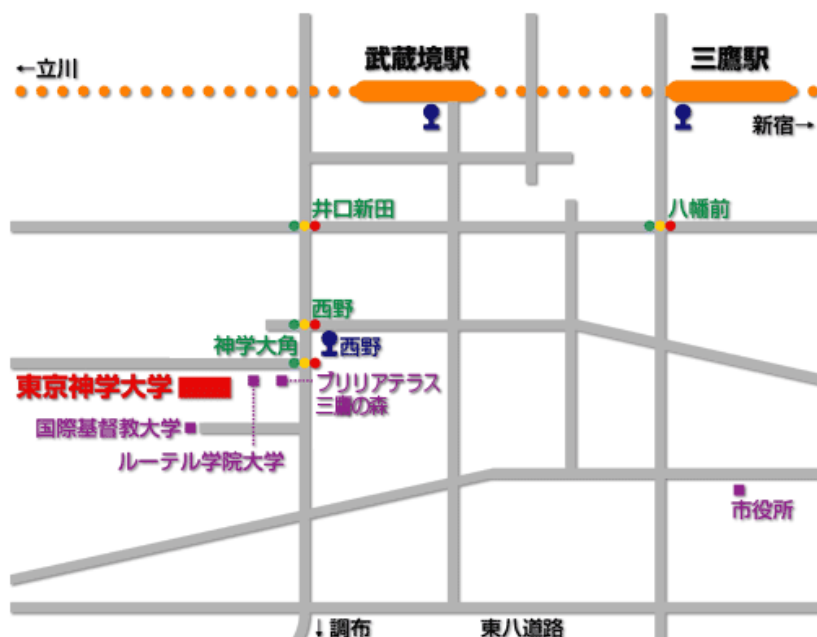 武蔵境駅
三鷹駅
←立川
新宿→
井口新田
八幡前
西野
神学大角
西野
東京神学大学
ブリリアテラス
三鷹の森
国際基督教大学
ルーテル学院大学
市役所
↓調布
東八道路